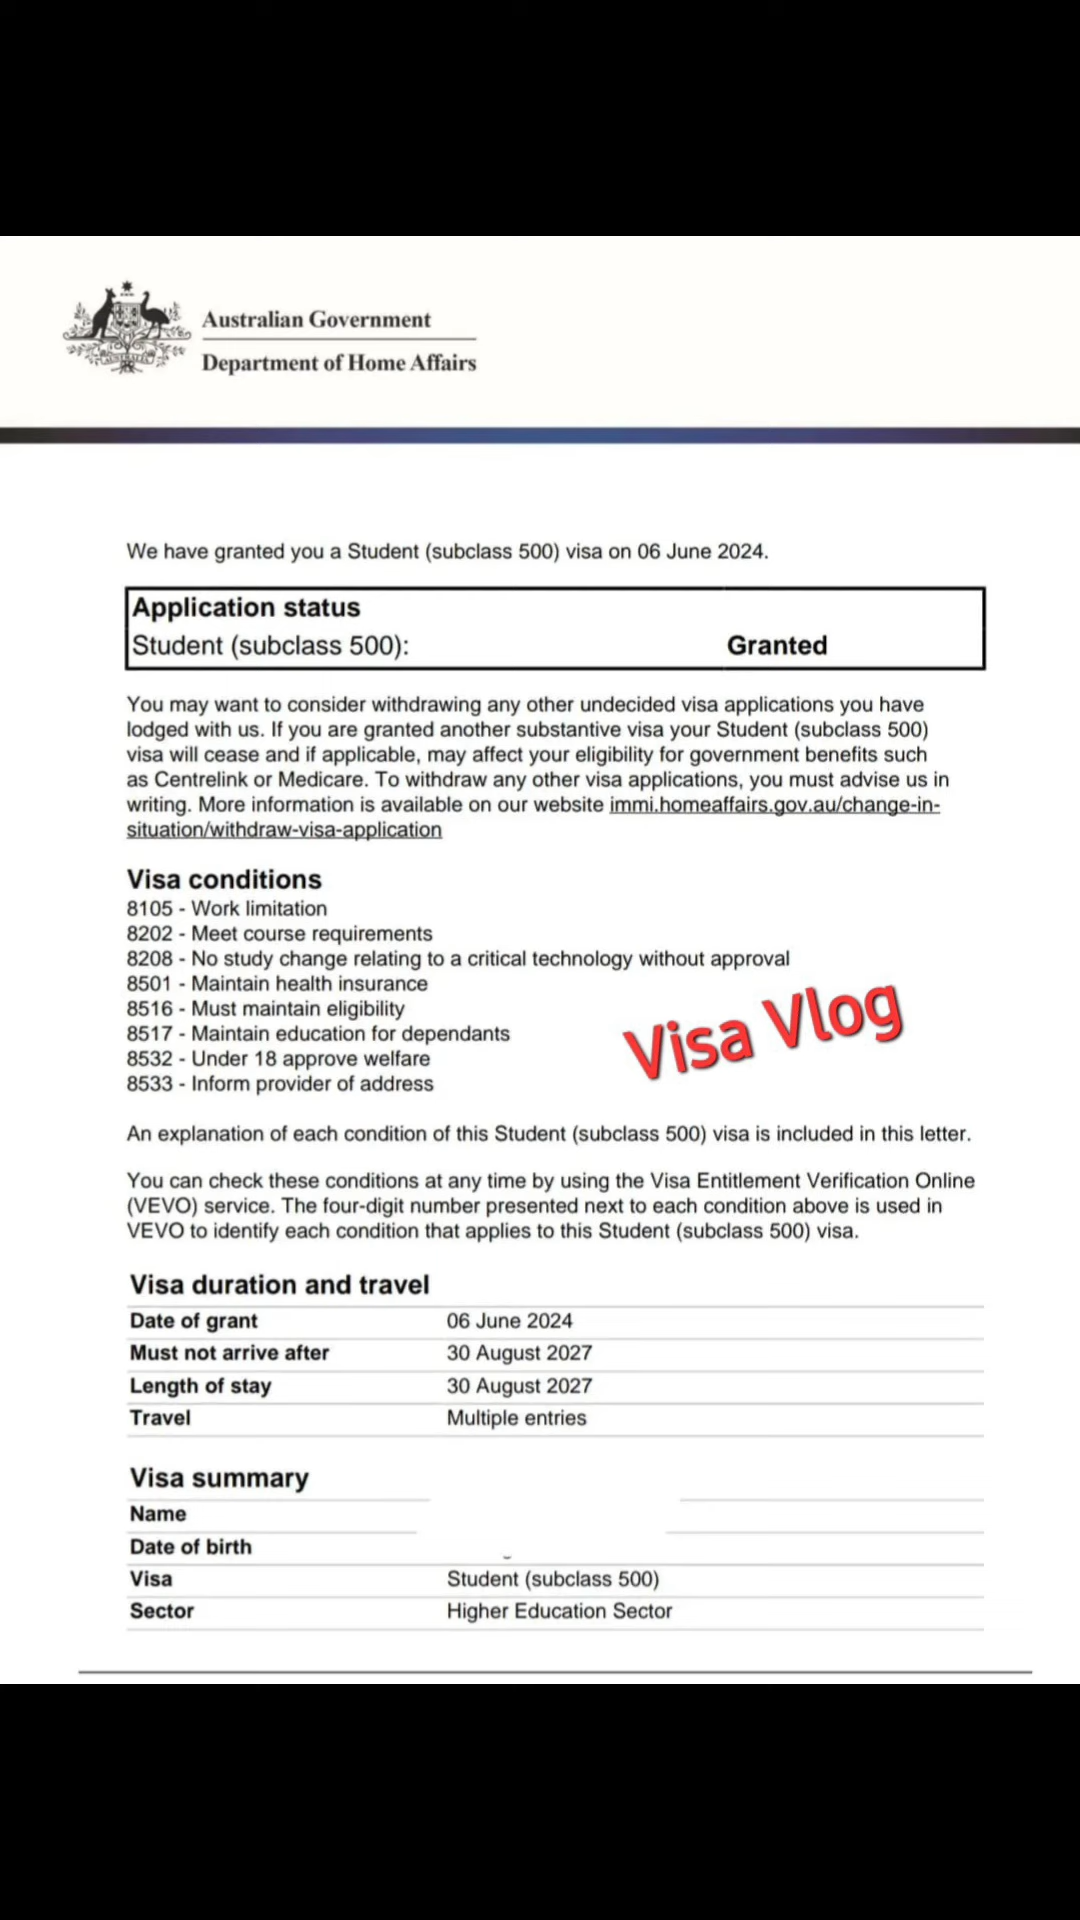 Australian Government
Department of Home Affairs
We have granted you a Student (subclass 500) visa on 06 June 2024.
Application status
Student (subclass 500): Granted
You may want to consider withdrawing any other undecided visa applications you have
lodged with us. If you are granted another substantive visa your Student (subclass 500)
visa will cease and if applicable, may affect your eligibility for government benefits such
as Centrelink or Medicare. To withdraw any other visa applications, you must advise us in
writing. More information is available on our website immi.homeaffairs.gov.au/change-in-
situation/withdraw-visa-application
Visa conditions
8105 - Work limitation
8202 - Meet course requirements
8208 - No study change relating to a critical technology without approval
8501 - Maintain health insurance
8516 - Must maintain eligibility
8517 - Maintain education for dependants
8532 - Under 18 approve welfare
8533 - Inform provider of address
Visa Vlog
An explanation of each condition of this Student (subclass 500) visa is included in this letter.
You can check these conditions at any time by using the Visa Entitlement Verification Online
(VEVO) service. The four-digit number presented next to each condition above is used in
VEVO to identify each condition that applies to this Student (subclass 500) visa.
Visa duration and travel
Date of grant 06 June 2024
Must not arrive after 30 August 2027
Length of stay 30 August 2027
Travel Multiple entries
Visa summary
Name
Date of birth
Visa Student (subclass 500)
Sector Higher Education Sector